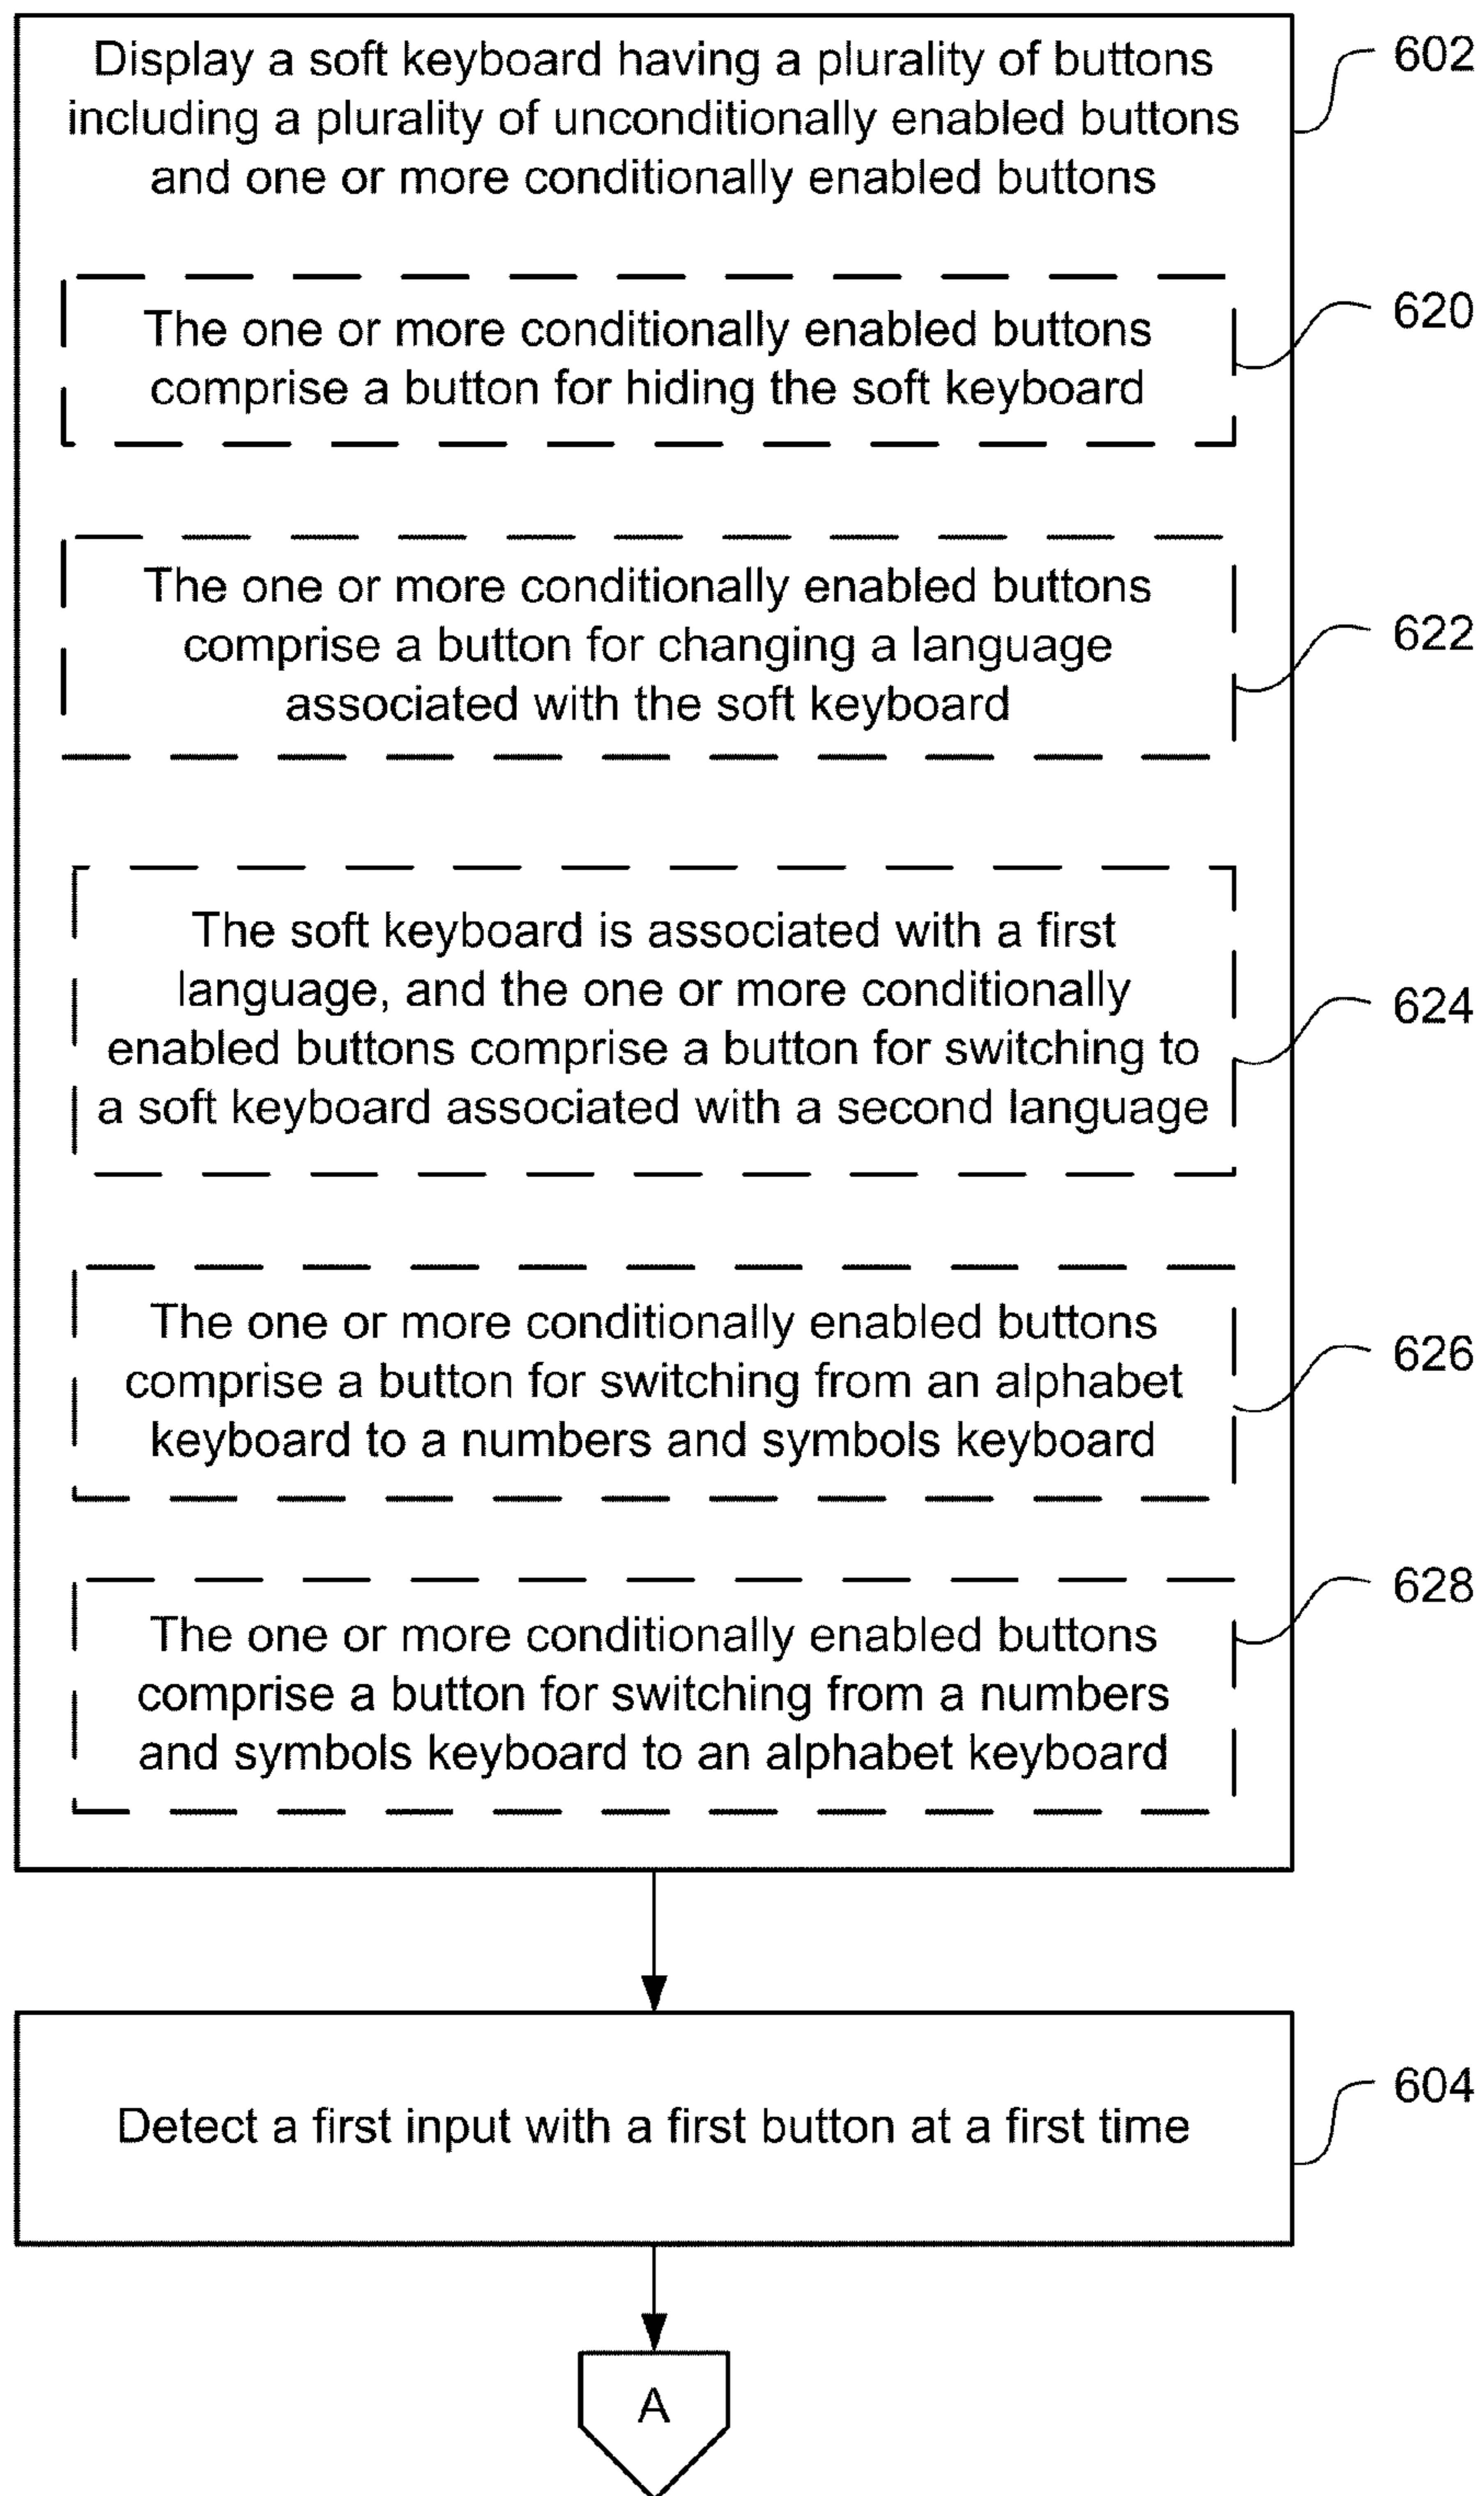 Display a soft keyboard having a plurality of buttons
including a plurality of unconditionally enabled buttons
and one or more conditionally enabled buttons
602
The one or more conditionally enabled buttons
comprise a button for hiding the soft keyboard
620
The one or more conditionally enabled buttons
comprise a button for changing a language
associated with the soft keyboard
622
The soft keyboard is associated with a first
language, and the one or more conditionally
enabled buttons comprise a button for switching to
a soft keyboard associated with a second language
624
The one or more conditionally enabled buttons
comprise a button for switching from an alphabet
keyboard to a numbers and symbols keyboard
626
The one or more conditionally enabled buttons
comprise a button for switching from a numbers
and symbols keyboard to an alphabet keyboard
628
Detect a first input with a first button at a first time
604
A